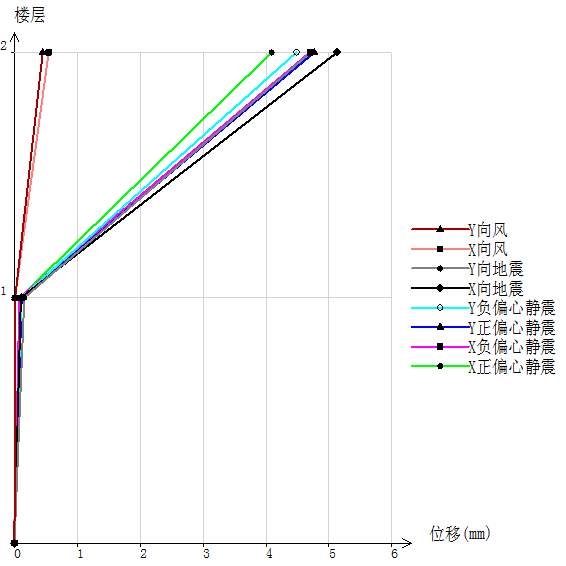 楼层
2
1
Y向风
X向风
Y向地震
X向地震
Y负偏心静震
Y正偏心静震
X负偏心静震
X正偏心静震
位移(mm)
0 1 2 3 4 5 6